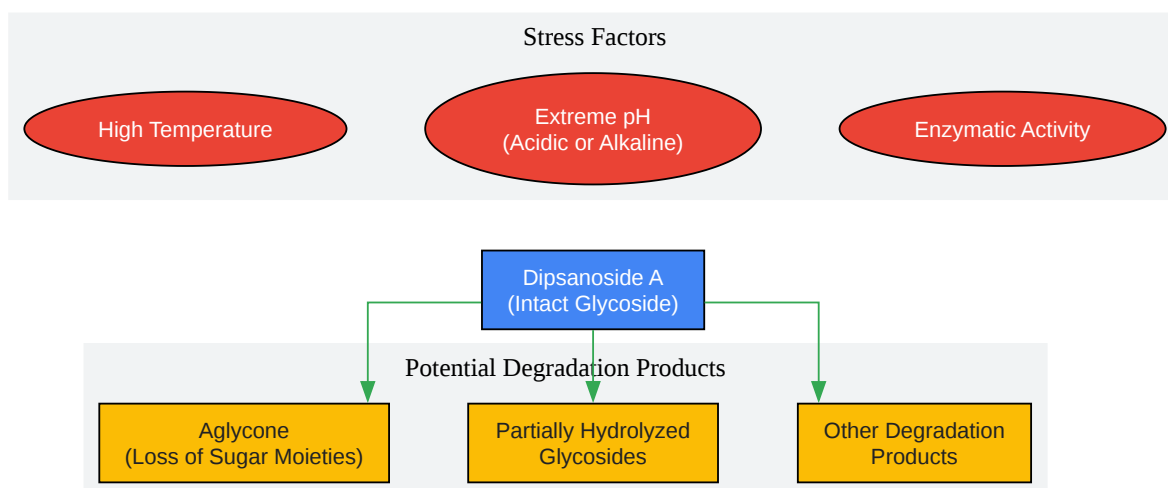 Stress Factors
High Temperature
Extreme pH
(Acidic or Alkaline)
Enzymatic Activity
Dipsanoside A
(Intact Glycoside)
Potential Degradation Products
Aglycone
(Loss of Sugar Moieties)
Partially Hydrolyzed
Glycosides
Other Degradation
Products